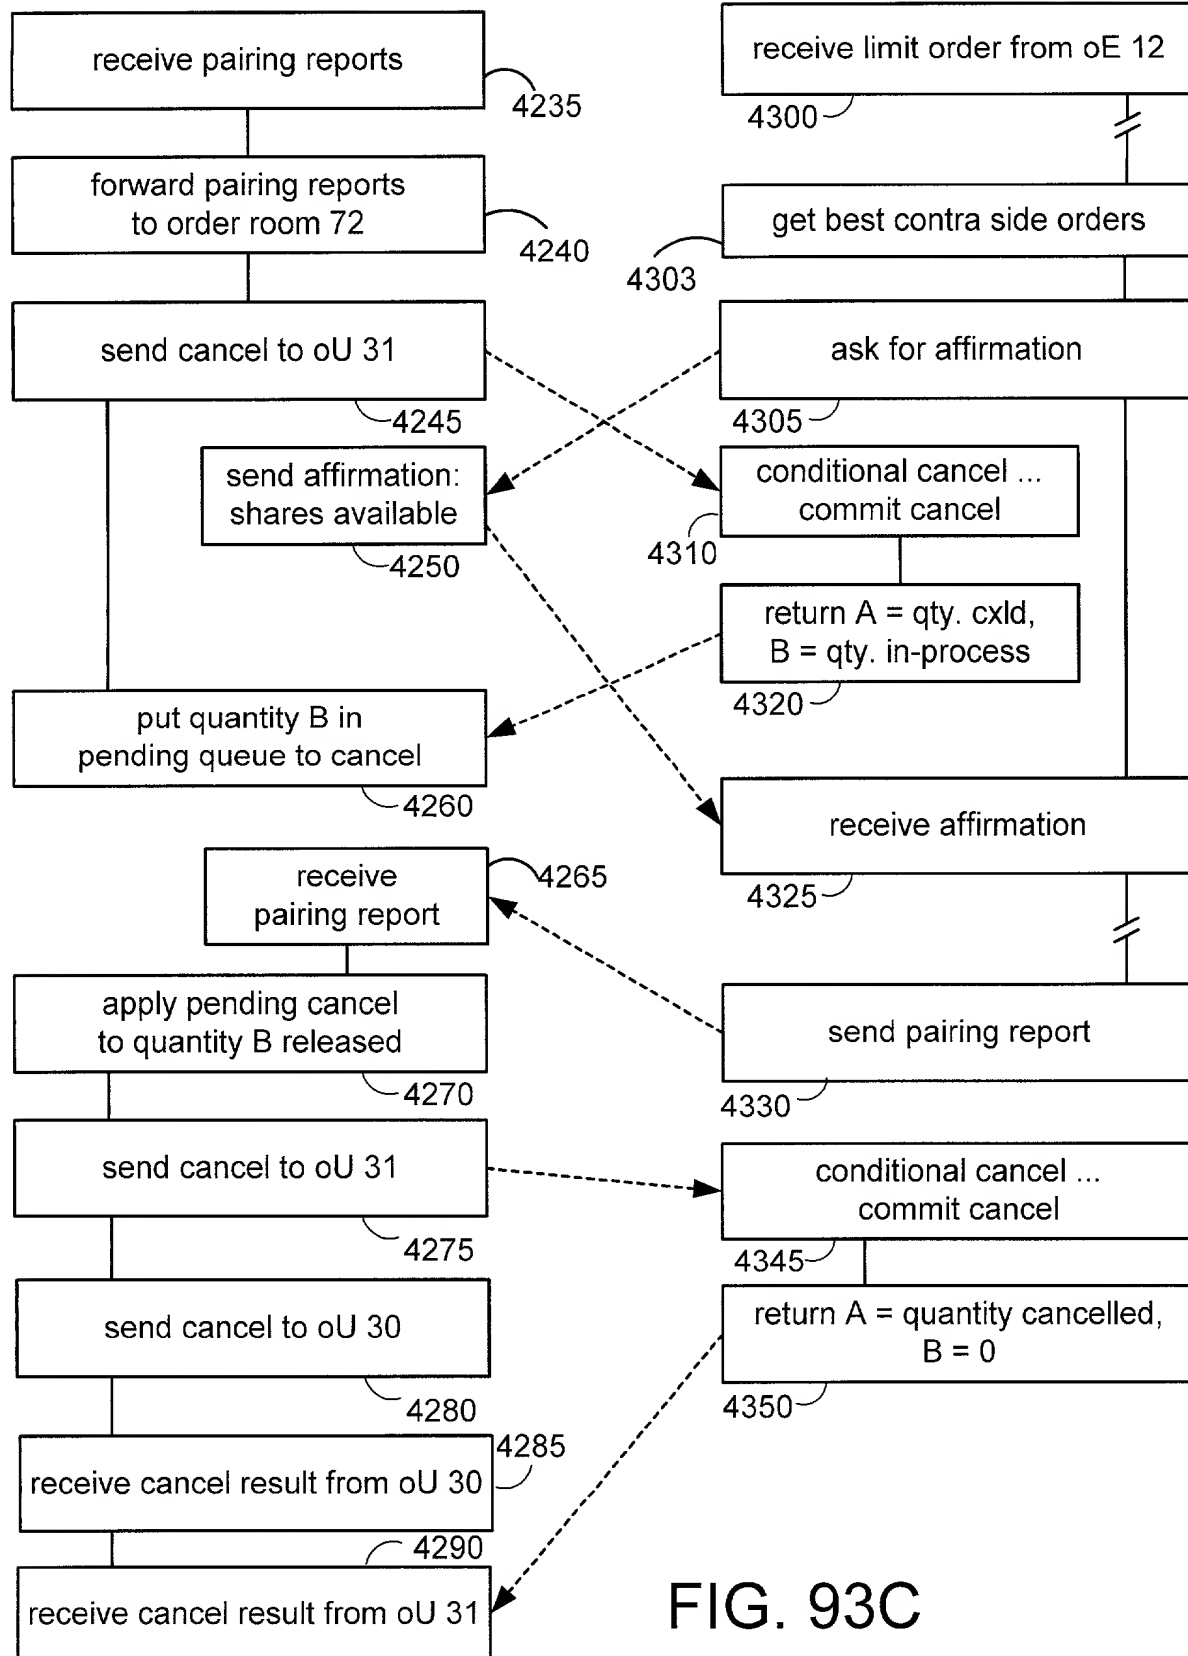 receive pairing reports
4235
forward pairing reports
to order room 72
4240
send cancel to oU 31
4245
send affirmation:
shares available
4250
put quantity B in
pending queue to cancel
4260
receive
pairing report
4265
apply pending cancel
to quantity B released
4270
send cancel to oU 31
4275
send cancel to oU 30
4280
receive cancel result from oU 30
4285
4290
receive cancel result from oU 31
receive limit order from oE 12
4300
get best contra side orders
4303
ask for affirmation
4305
conditional cancel ...
commit cancel
4310
return A = qty. cxld,
B = qty. in-process
4320
receive affirmation
4325
send pairing report
4330
conditional cancel ...
commit cancel
4345
return A = quantity cancelled,
B = 0
4350
FIG. 93C